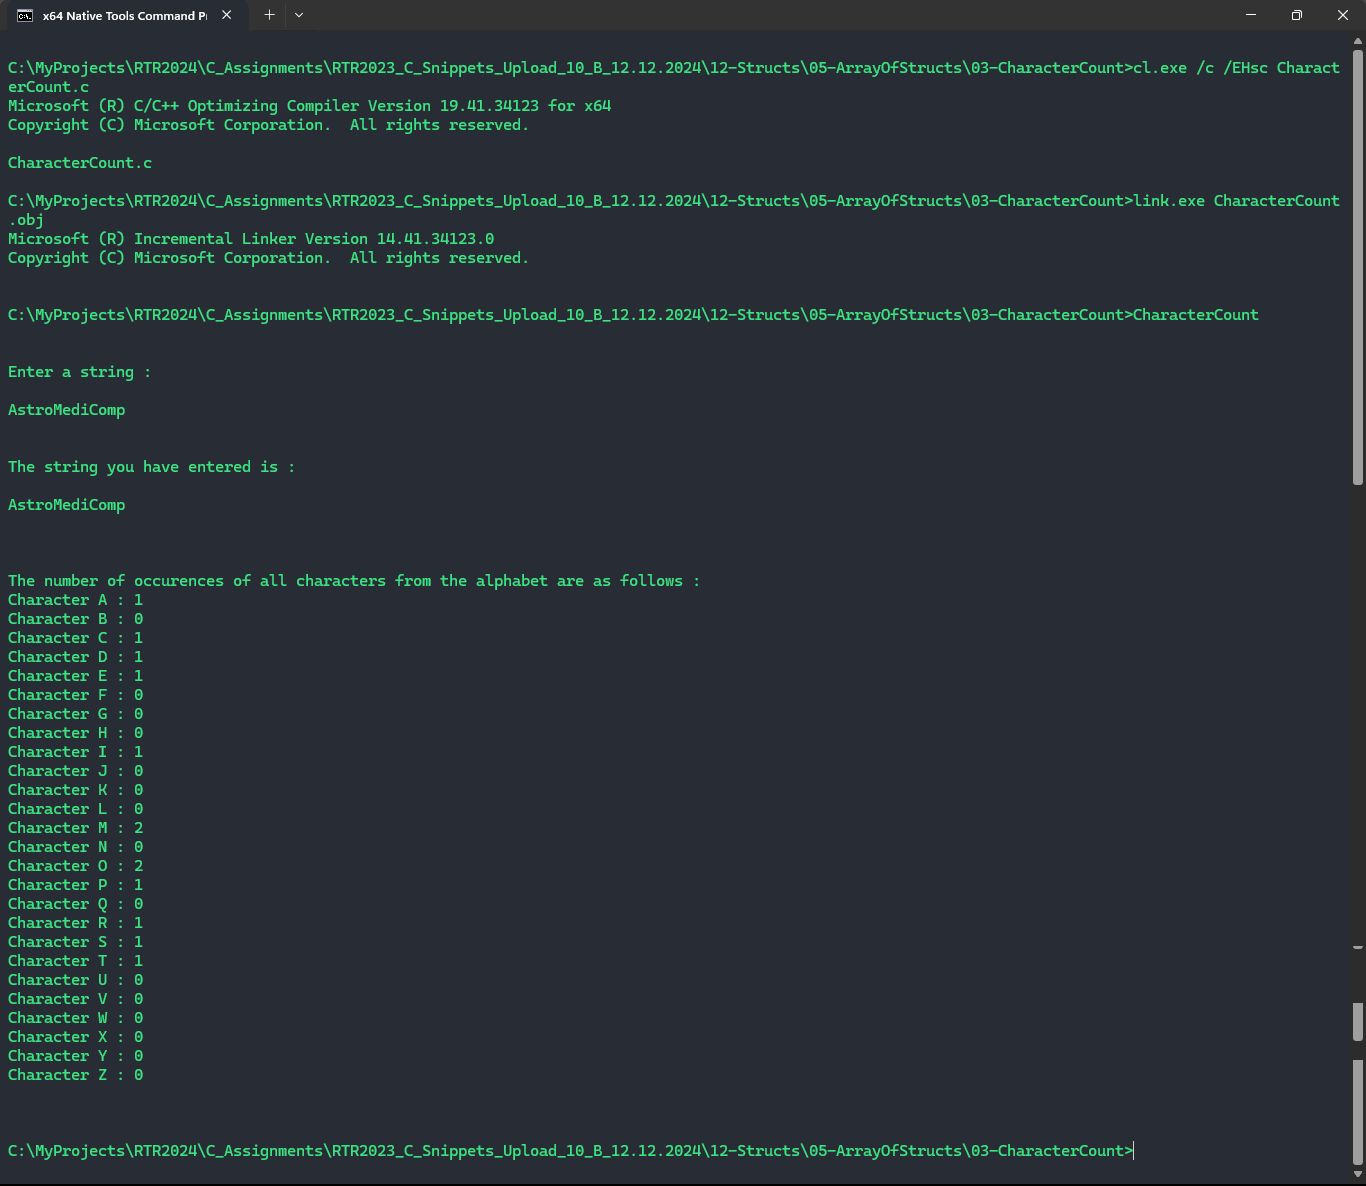 x64 Native Tools Command Pr
C:\MyProjects\RTR2024\C_Assignments\RTR2023_C_Snippets_Upload_10_B_12.12.2024\12-Structs\05-ArrayOfStructs\03-CharacterCount>cl.exe /c /EHsc Charact
erCount.c
Microsoft (R) C/C++ Optimizing Compiler Version 19.41.34123 for x64
Copyright (C) Microsoft Corporation.  All rights reserved.
CharacterCount.c
C:\MyProjects\RTR2024\C_Assignments\RTR2023_C_Snippets_Upload_10_B_12.12.2024\12-Structs\05-ArrayOfStructs\03-CharacterCount>link.exe CharacterCount
.obj
Microsoft (R) Incremental Linker Version 14.41.34123.0
Copyright (C) Microsoft Corporation.  All rights reserved.
C:\MyProjects\RTR2024\C_Assignments\RTR2023_C_Snippets_Upload_10_B_12.12.2024\12-Structs\05-ArrayOfStructs\03-CharacterCount>CharacterCount
Enter a string :
AstroMediComp
The string you have entered is :
AstroMediComp
The number of occurences of all characters from the alphabet are as follows :
Character A : 1
Character B : 0
Character C : 1
Character D : 1
Character E : 1
Character F : 0
Character G : 0
Character H : 0
Character I : 1
Character J : 0
Character K : 0
Character L : 0
Character M : 2
Character N : 0
Character O : 2
Character P : 1
Character Q : 0
Character R : 1
Character S : 1
Character T : 1
Character U : 0
Character V : 0
Character W : 0
Character X : 0
Character Y : 0
Character Z : 0
C:\MyProjects\RTR2024\C_Assignments\RTR2023_C_Snippets_Upload_10_B_12.12.2024\12-Structs\05-ArrayOfStructs\03-CharacterCount>